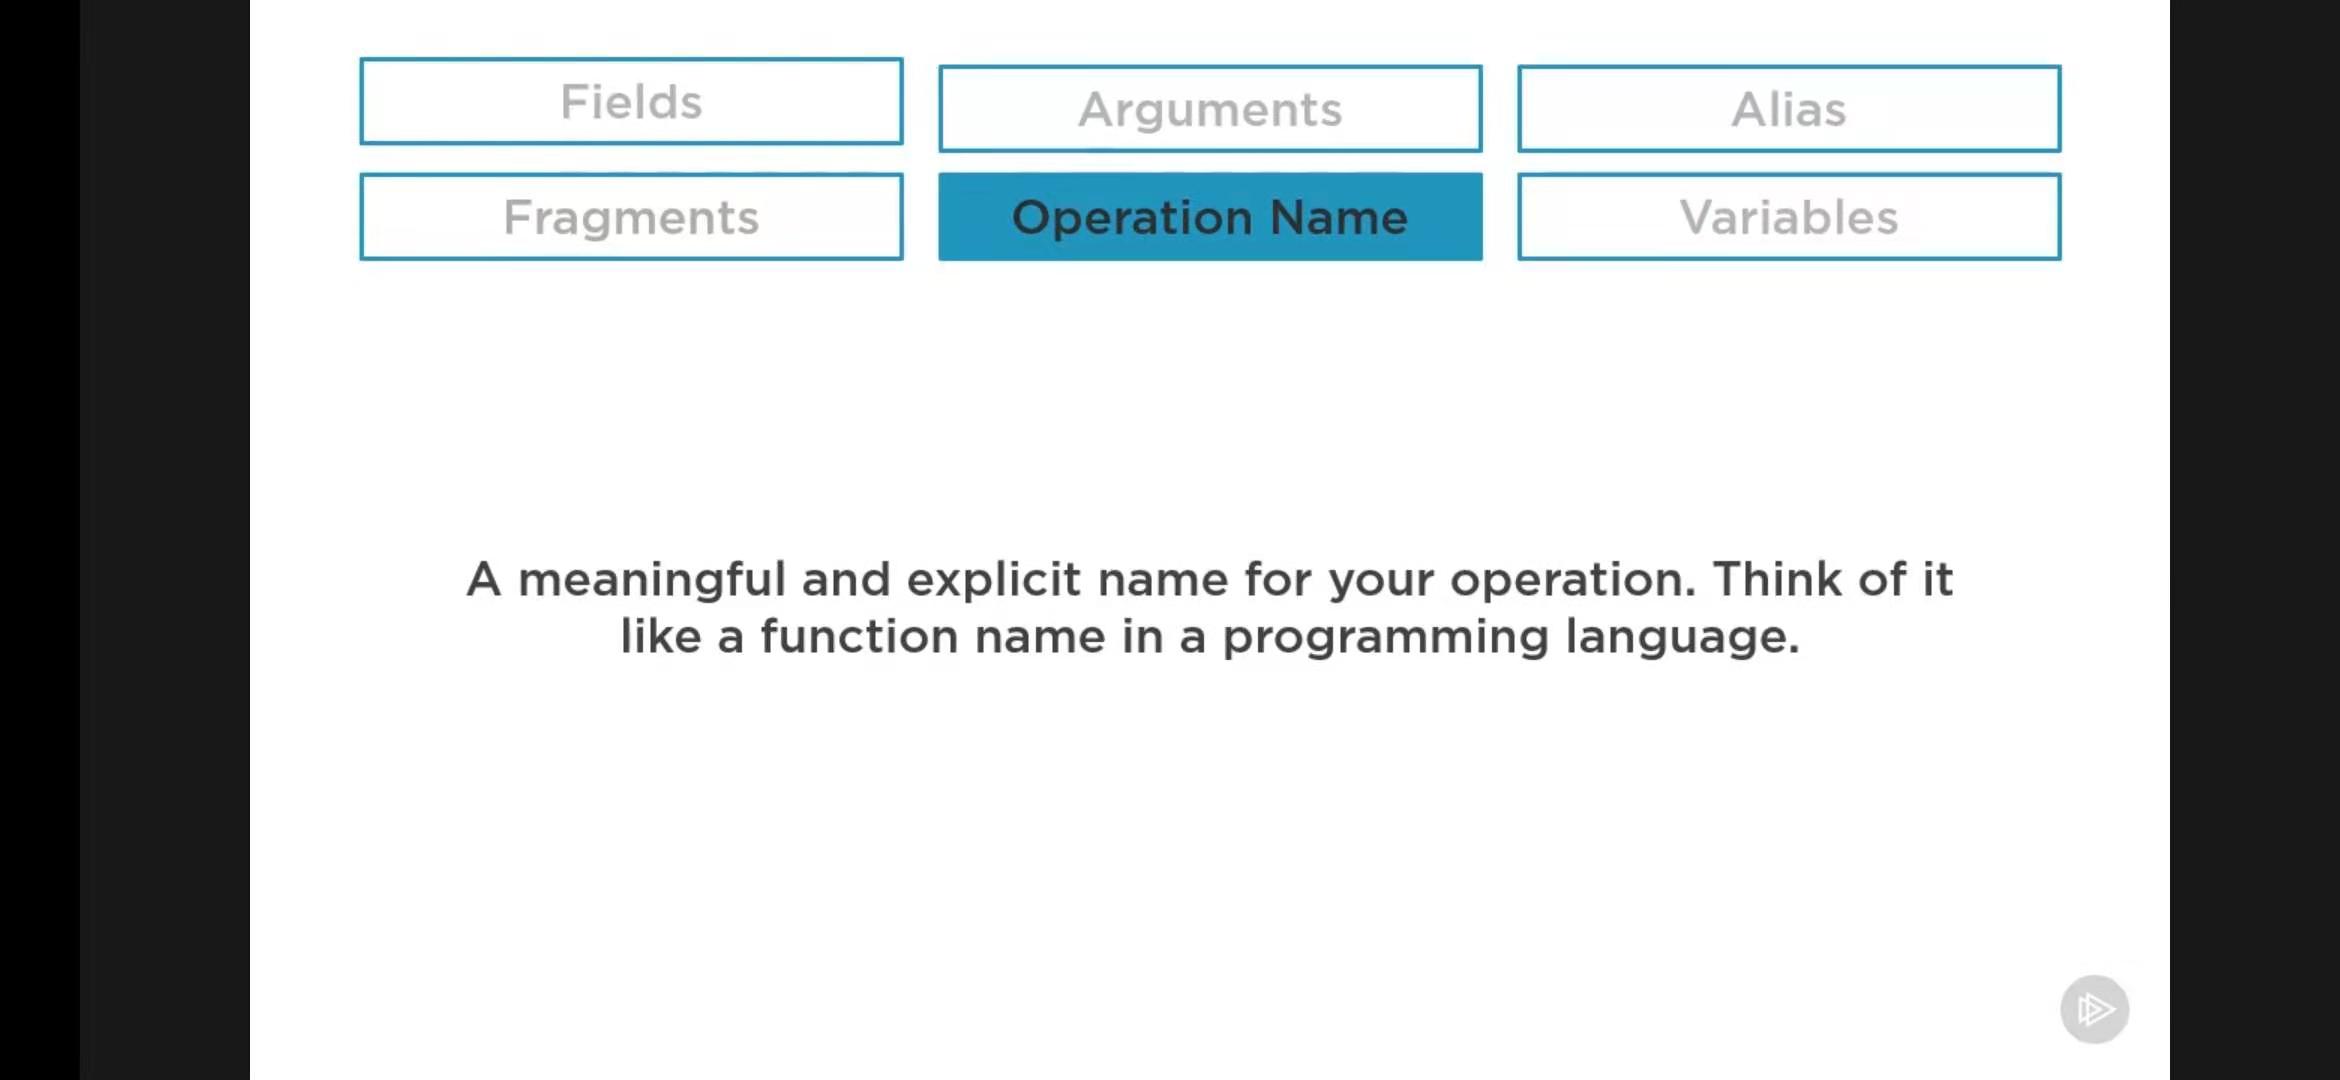 Fields
Arguments
Alias
Fragments
Operation Name
Variables
A meaningful and explicit name for your operation. Think of it
like a function name in a programming language.